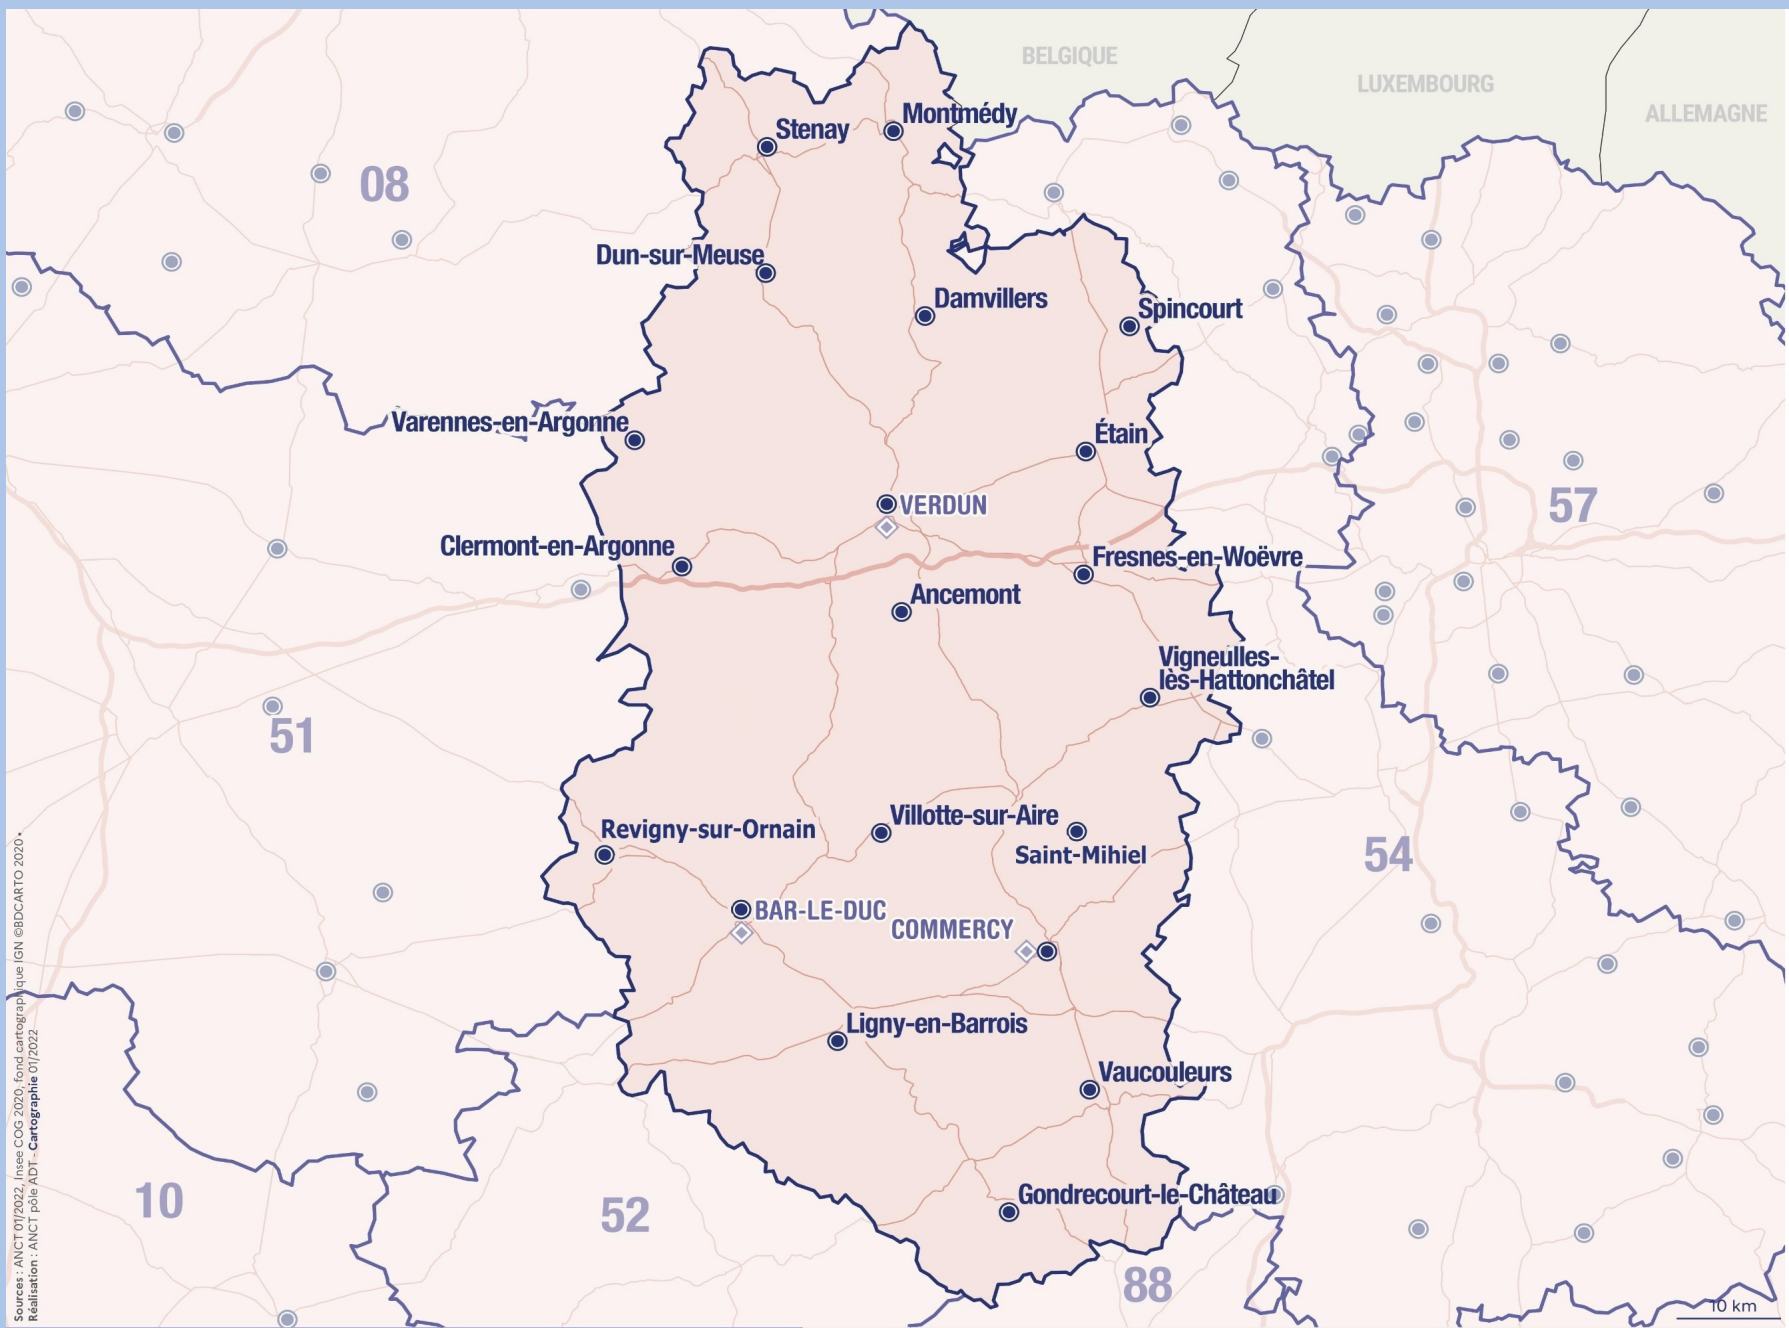 BELGIQUE
LUXEMBOURG
ALLEMAGNE
Montmédy
Stenay
08
Dun-sur-Meuse
Damvillers
Spincourt
Varennes-en-Argonne
Étain
VERDUN
57
Clermont-en-Argonne
Fresnes-en-Woëvre
Ancemont
Vigneulles-
lès-Hattonchâtel
51
Villotte-sur-Aire
Revigny-sur-Ornain
Saint-Mihiel
54
BAR-LE-DUC
COMMERCY
Ligny-en-Barrois
Vaucouleurs
Gondrecourt-le-Château
10
52
88
10 km
Sources : ANCT 01/2022, Insee COG 2020, fond cartographique IGN ©BDCARTO 2020 •
Réalisation : ANCT pôle ADT - Cartographie 01/2022